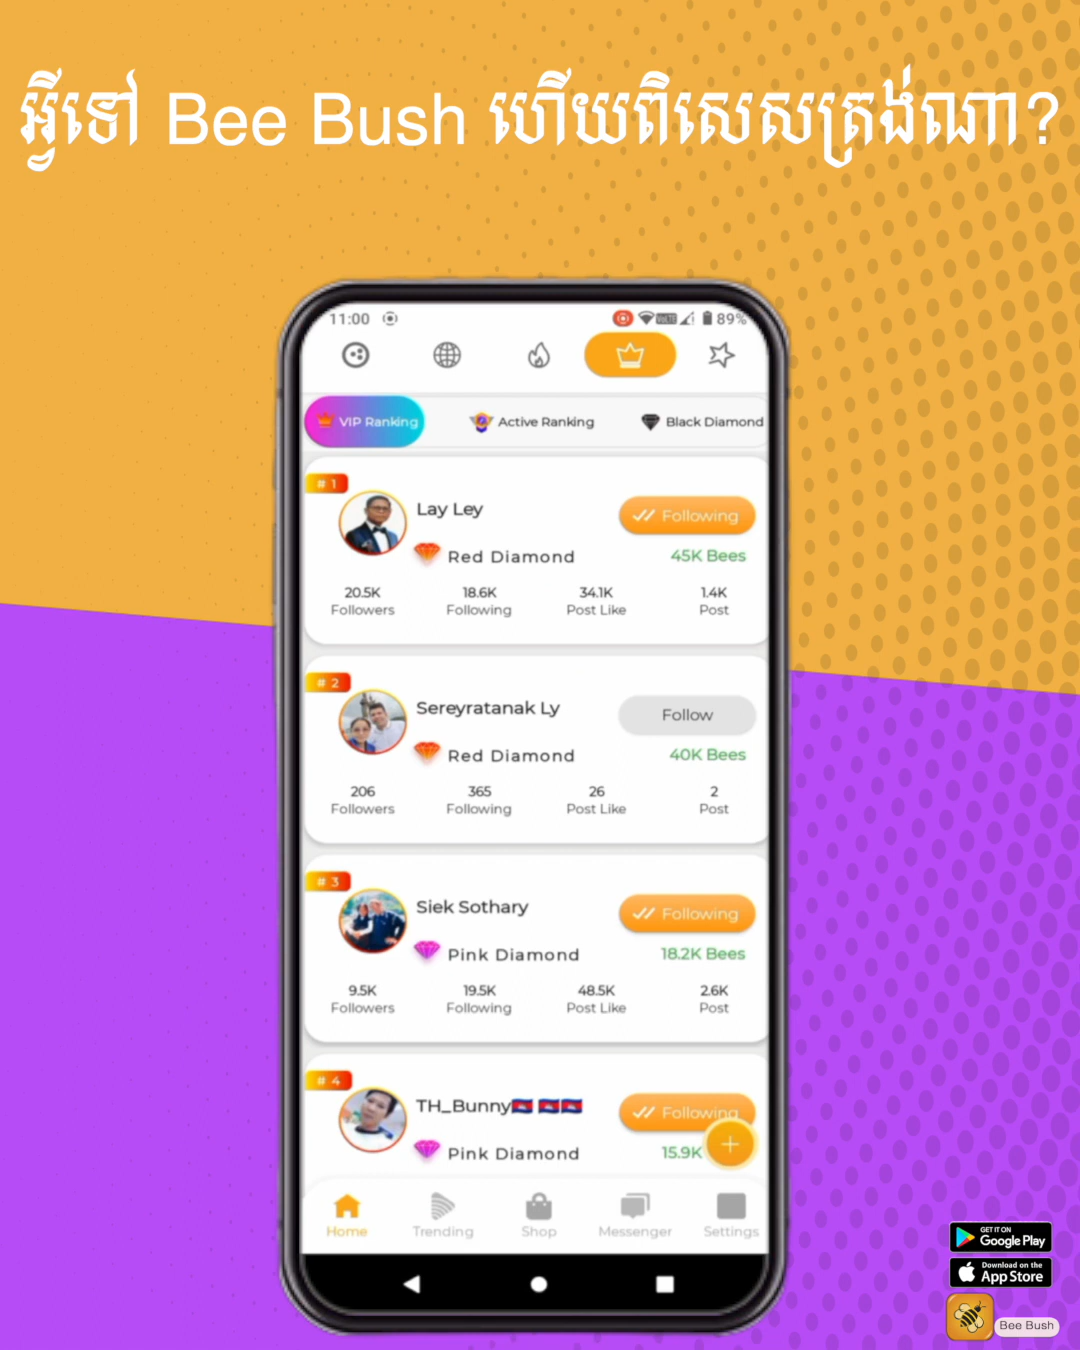 អ្វីទៅ Bee Bush ហើយពិសេសត្រង់ណា?
11:00 VoLTE 89%
VIP Ranking Active Ranking Black Diamond
# 1
Lay Ley Following
Red Diamond 45K Bees
20.5K 18.6K 34.1K 1.4K
Followers Following Post Like Post
# 2
Sereyratanak Ly Follow
Red Diamond 40K Bees
206 365 26 2
Followers Following Post Like Post
# 3
Siek Sothary Following
Pink Diamond 18.2K Bees
9.5K 19.5K 48.5K 2.6K
Followers Following Post Like Post
# 4
TH_Bunny🇰🇭🇰🇭🇰🇭 Following
Pink Diamond 15.9K
Home Trending Shop Messenger Settings
GET IT ON
Google Play
Download on the
App Store
Bee Bush